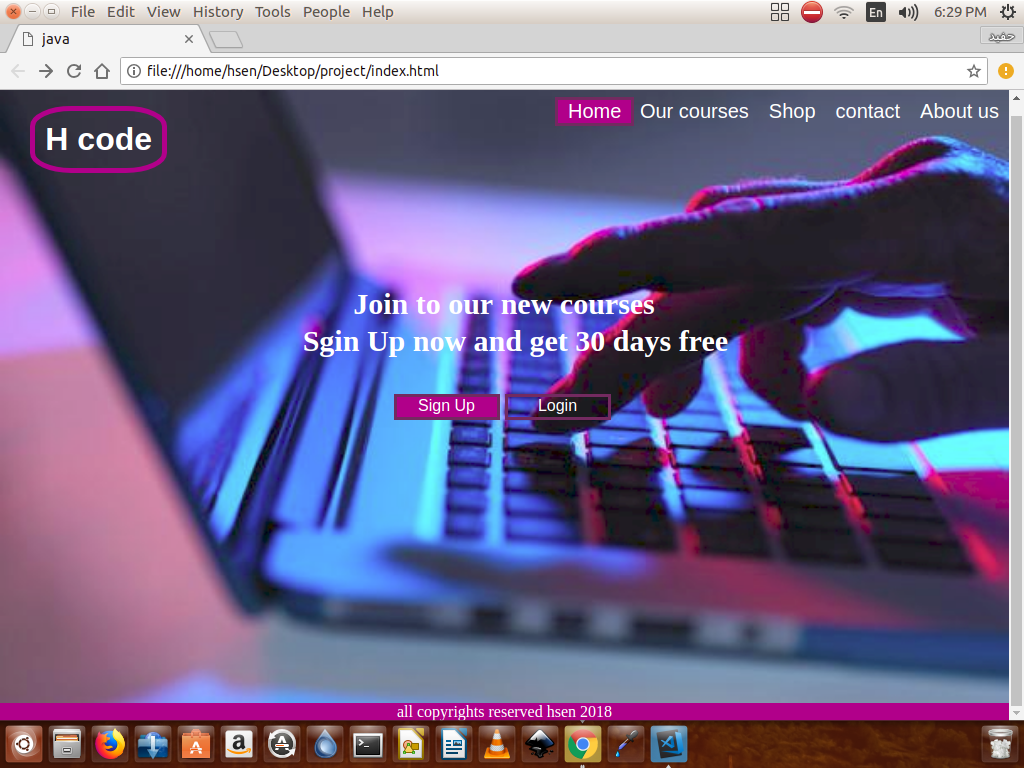 File Edit View History Tools People Help
En
6:29 PM
java
حفيد
file:///home/hsen/Desktop/project/index.html
H code
Home Our courses Shop contact About us
Join to our new courses
Sgin Up now and get 30 days free
Sign Up Login
all copyrights reserved hsen 2018